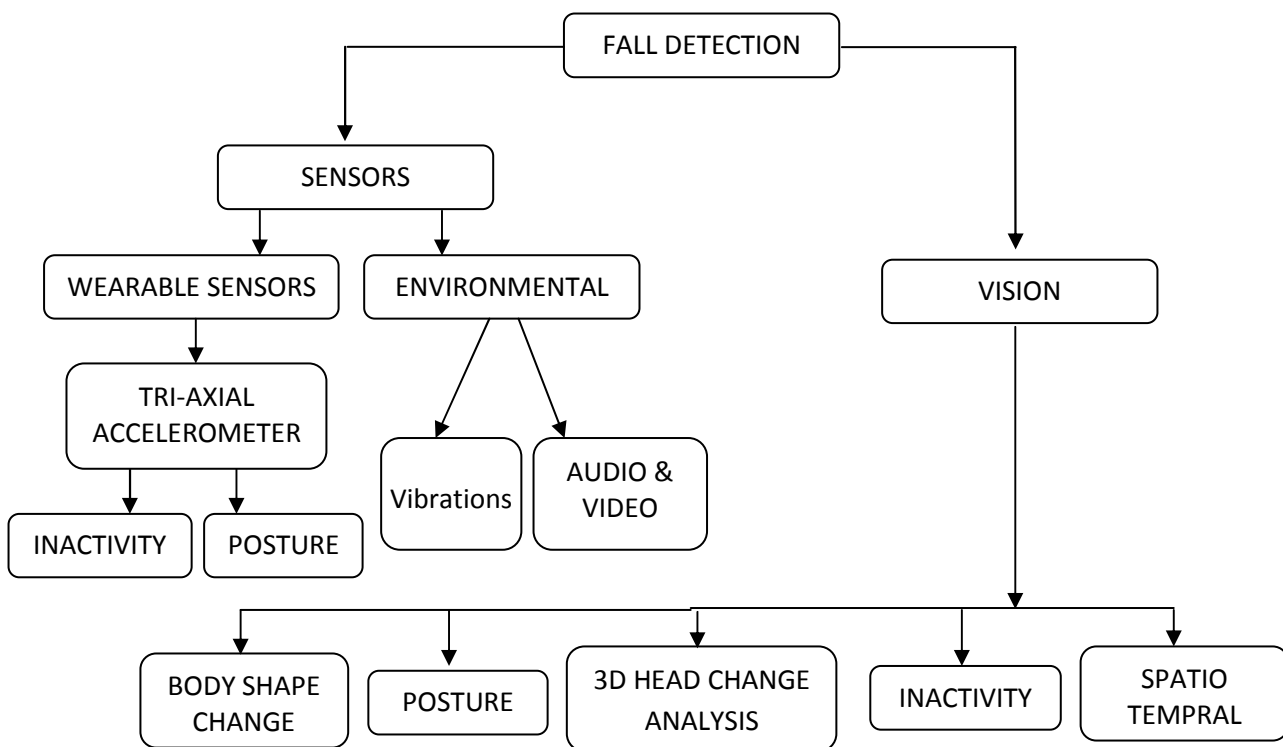 FALL DETECTION
SENSORS
WEARABLE SENSORS
ENVIRONMENTAL
VISION
TRI-AXIAL
ACCELEROMETER
Vibrations
AUDIO &
VIDEO
INACTIVITY
POSTURE
BODY SHAPE
CHANGE
POSTURE
3D HEAD CHANGE
ANALYSIS
INACTIVITY
SPATIO
TEMPRAL